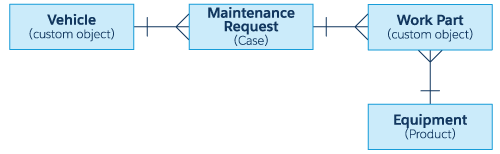 Vehicle
(custom object)
Maintenance
Request
(Case)
Work Part
(custom object)
Equipment
(Product)